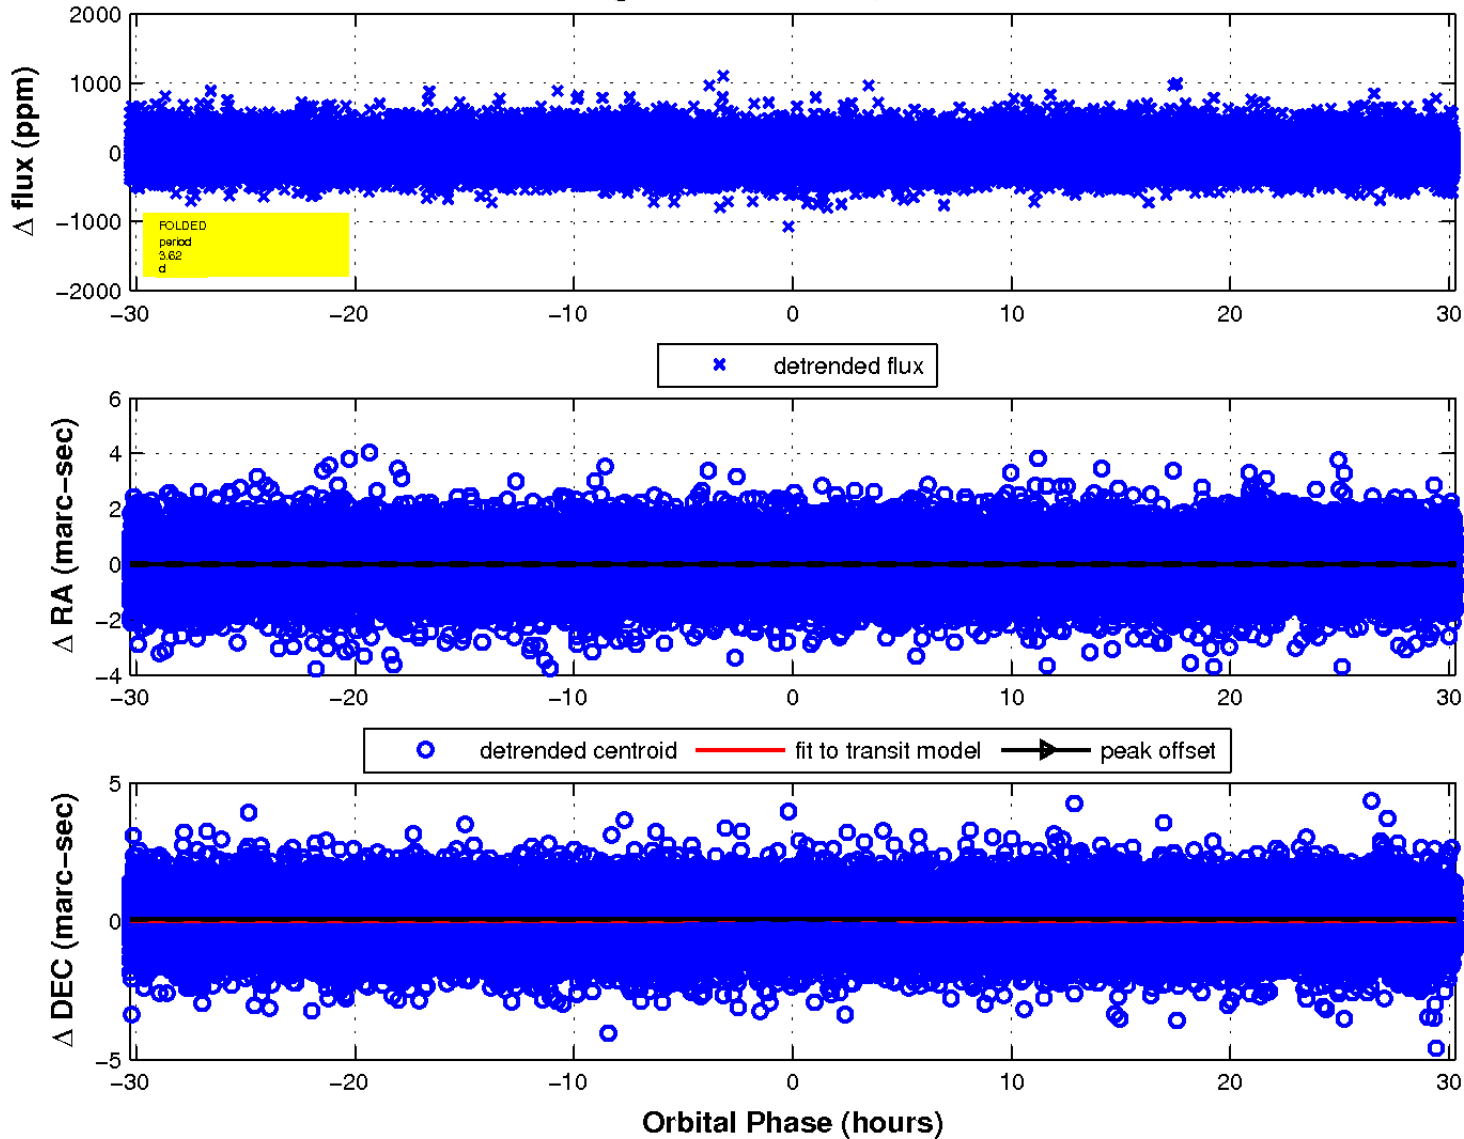 2000
1000
0
−1000
−2000
Δ flux (ppm)
FOLDED
period
3.62
d
−30 −20 −10 0 10 20 30
detrended flux
6
4
2
0
−2
−4
Δ RA (marc−sec)
−30 −20 −10 0 10 20 30
detrended centroid fit to transit model peak offset
5
0
−5
Δ DEC (marc−sec)
−30 −20 −10 0 10 20 30
Orbital Phase (hours)